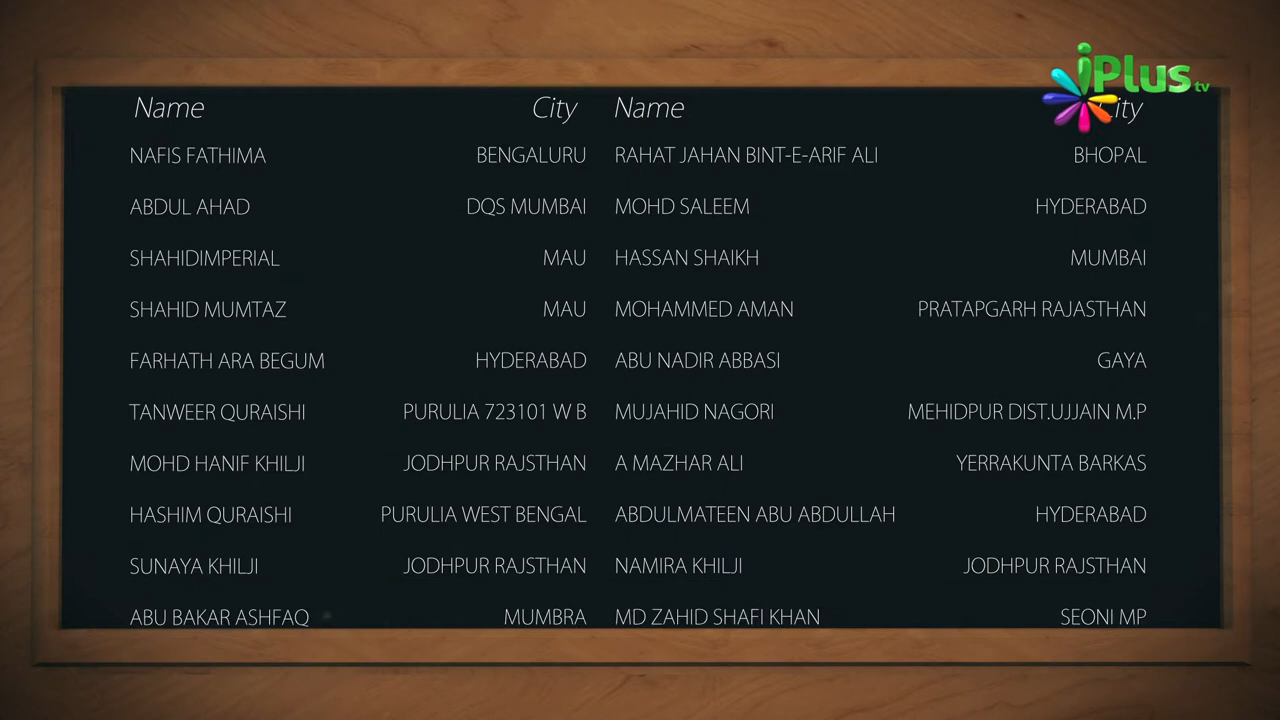 iPlus tv
Name City Name City
NAFIS FATHIMA BENGALURU RAHAT JAHAN BINT-E-ARIF ALI BHOPAL
ABDUL AHAD DQS MUMBAI MOHD SALEEM HYDERABAD
SHAHIDIMPERIAL MAU HASSAN SHAIKH MUMBAI
SHAHID MUMTAZ MAU MOHAMMED AMAN PRATAPGARH RAJASTHAN
FARHATH ARA BEGUM HYDERABAD ABU NADIR ABBASI GAYA
TANWEER QURAISHI PURULIA 723101 W B MUJAHID NAGORI MEHIDPUR DIST.UJJAIN M.P
MOHD HANIF KHILJI JODHPUR RAJSTHAN A MAZHAR ALI YERRAKUNTA BARKAS
HASHIM QURAISHI PURULIA WEST BENGAL ABDULMATEEN ABU ABDULLAH HYDERABAD
SUNAYA KHILJI JODHPUR RAJSTHAN NAMIRA KHILJI JODHPUR RAJSTHAN
ABU BAKAR ASHFAQ MUMBRA MD ZAHID SHAFI KHAN SEONI MP